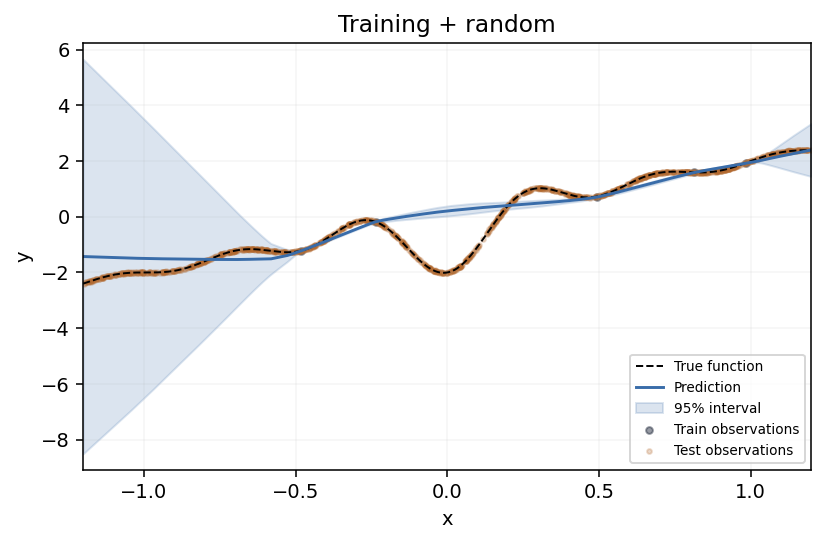 Training + random
6
4
2
0
−2
−4
−6
−8
y
−1.0 −0.5 0.0 0.5 1.0
x
True function
Prediction
95% interval
Train observations
Test observations